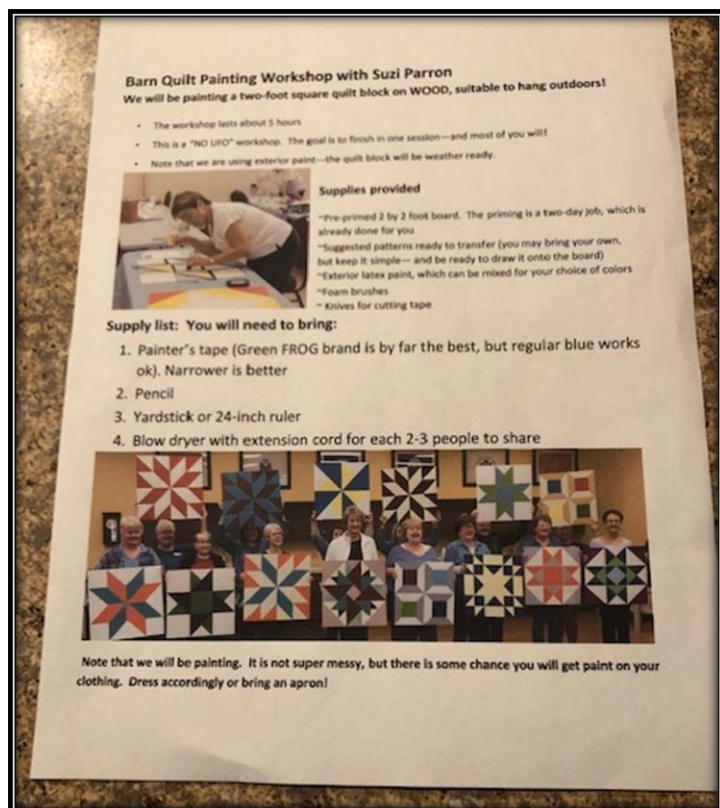 Barn Quilt Painting Workshop with Suzi Parron
We will be painting a two-foot square quilt block on WOOD, suitable to hang outdoors!
• The workshop lasts about 5 hours
• This is a "NO UFO" workshop. The goal is to finish in one session—and most of you will!
• Note that we are using exterior paint—the quilt block will be weather ready.
Supplies provided
~Pre-primed 2 by 2 foot board. The priming is a two-day job, which is
already done for you
~Suggested patterns ready to transfer (you may bring your own,
but keep it simple— and be ready to draw it onto the board)
~Exterior latex paint, which can be mixed for your choice of colors
~Foam brushes
~ Knives for cutting tape
Supply list: You will need to bring:
1. Painter's tape (Green FROG brand is by far the best, but regular blue works
ok). Narrower is better
2. Pencil
3. Yardstick or 24-inch ruler
4. Blow dryer with extension cord for each 2-3 people to share
Note that we will be painting. It is not super messy, but there is some chance you will get paint on your
clothing. Dress accordingly or bring an apron!